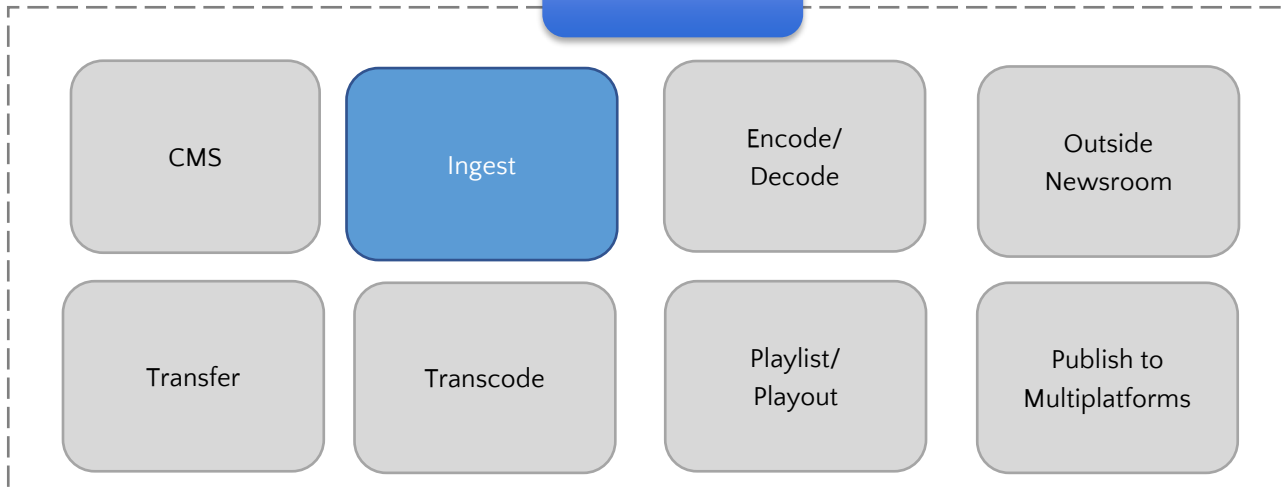 CMS
Ingest
Encode/
Decode
Outside
Newsroom
Transfer
Transcode
Playlist/
Playout
Publish to
Multiplatforms